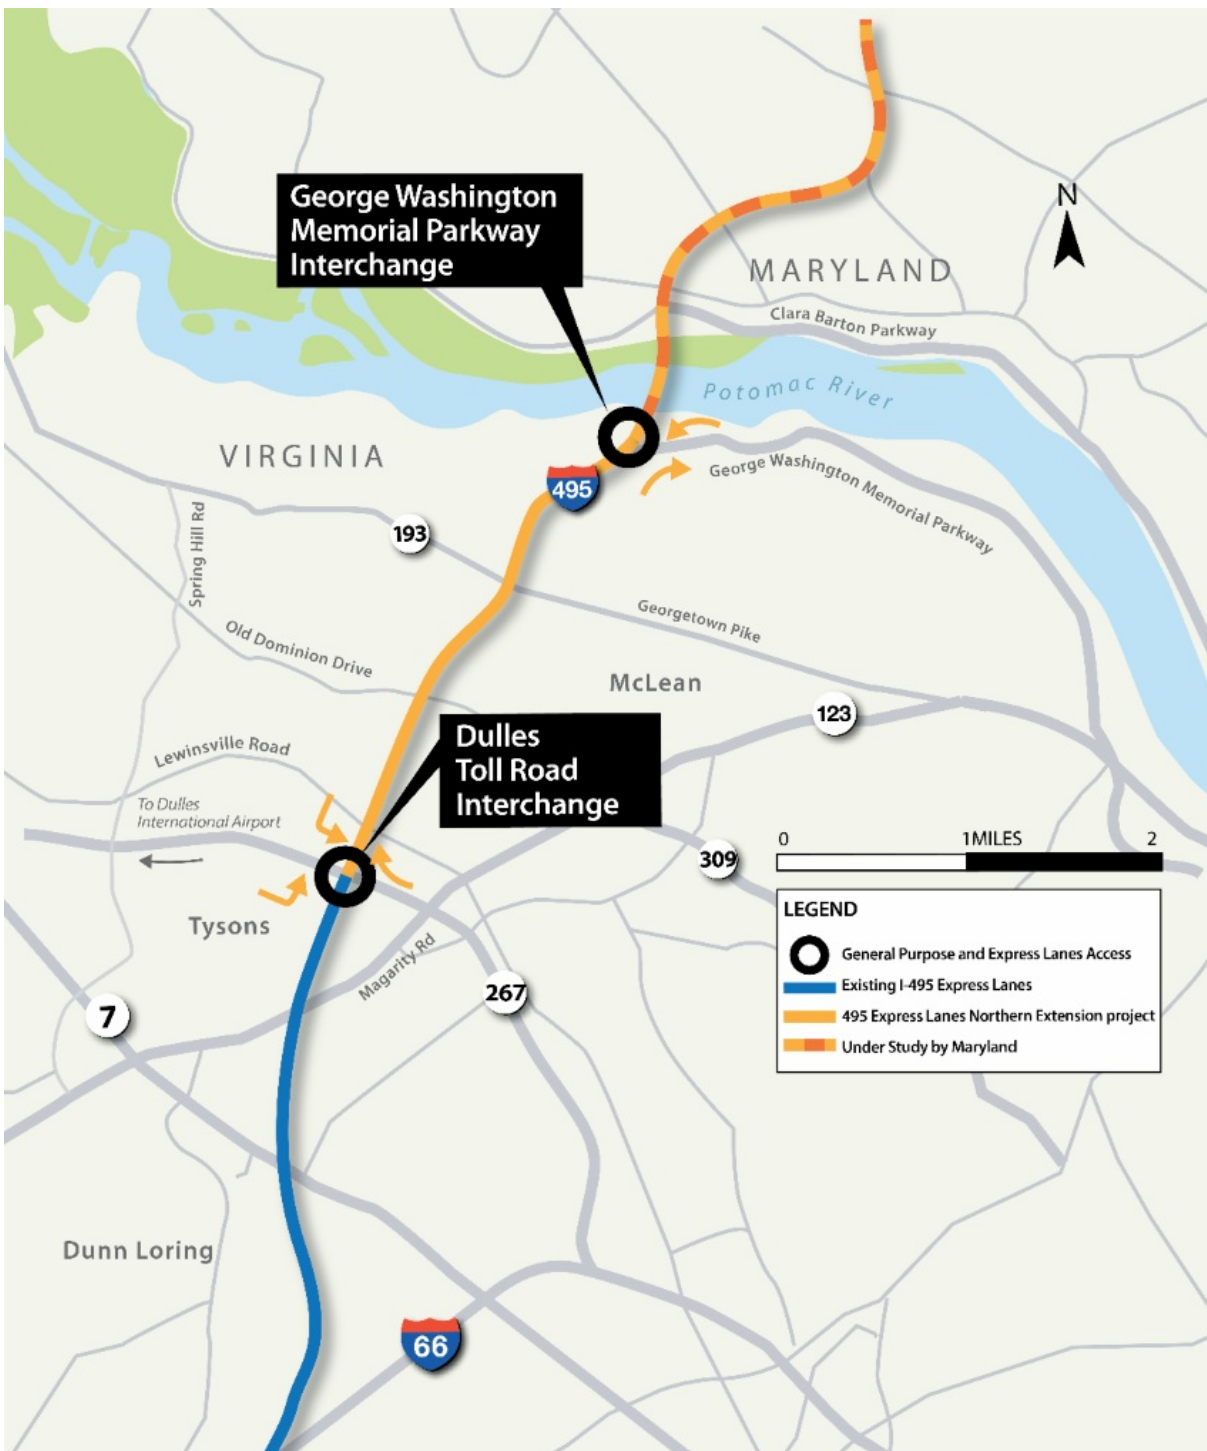 George Washington
Memorial Parkway
Interchange
N
MARYLAND
Clara Barton Parkway
Potomac River
VIRGINIA
495
George Washington Memorial Parkway
193
Spring Hill Rd
Georgetown Pike
Old Dominion Drive
McLean
123
Dulles
Toll Road
Interchange
Lewinsville Road
To Dulles
International Airport
0 1MILES 2
309
Tysons
LEGEND
General Purpose and Express Lanes Access
Existing I-495 Express Lanes
495 Express Lanes Northern Extension project
Under Study by Maryland
Magarity Rd
267
7
Dunn Loring
66